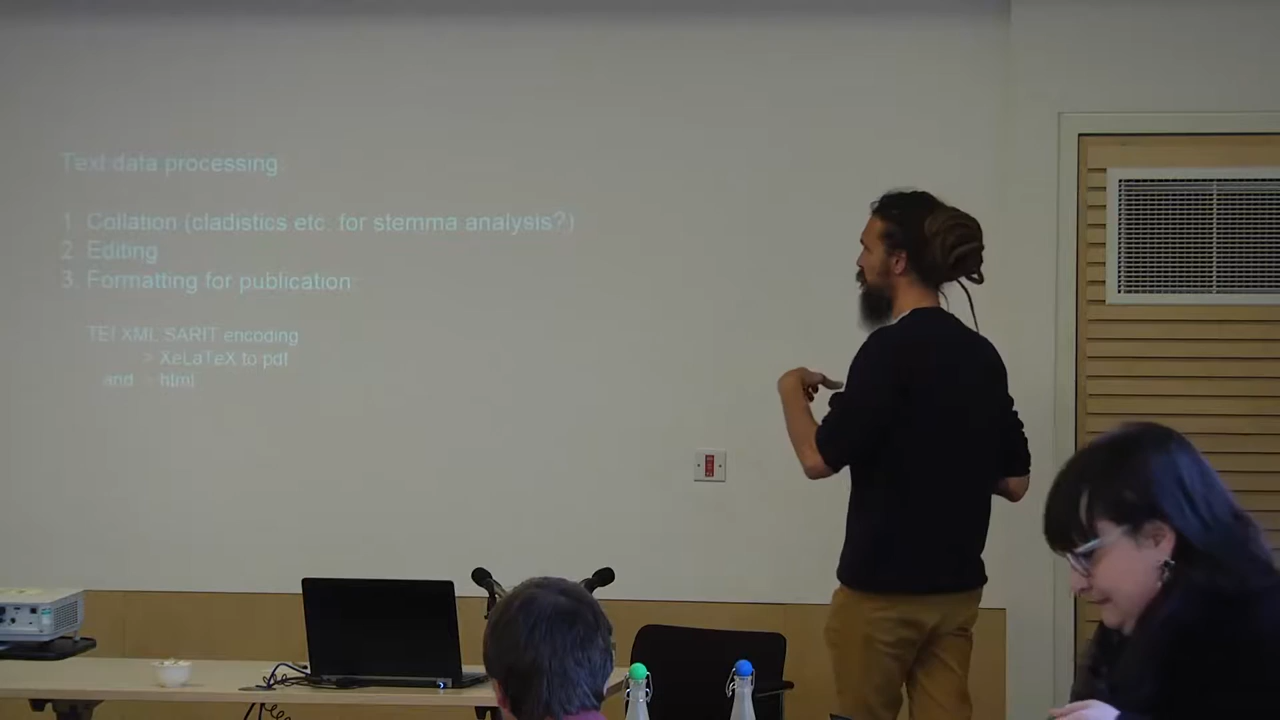 Text data processing:
1. Collation (cladistics etc. for stemma analysis?)
2. Editing
3. Formatting for publication:
TEI XML SARIT encoding
> XeLaTeX to pdf
and > html